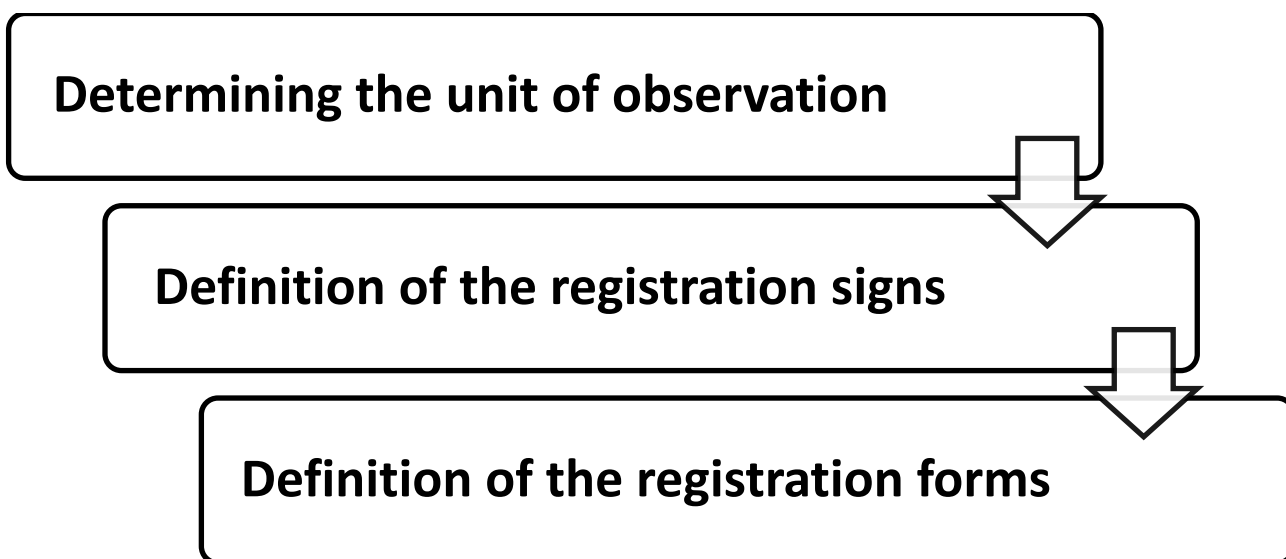 Determining the unit of observation
Definition of the registration signs
Definition of the registration forms